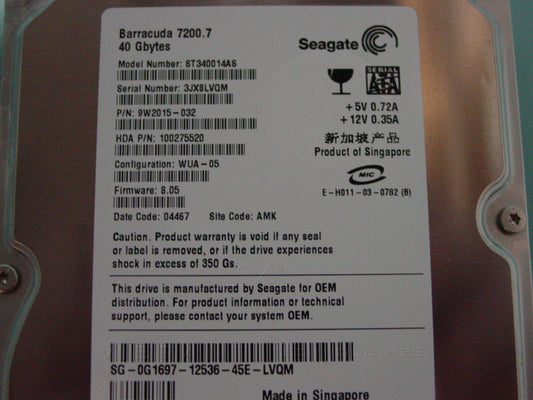 Barracuda 7200.7
40 Gbytes
Seagate
Model Number: ST340014AS
Serial Number: 3JX8LVQM
SERIAL
ATA
P/N: 9W2015-032
+5V 0.72A
+12V 0.35A
HDA P/N: 100275520
新加坡产品
Product of Singapore
Configuration: WUA-05
MIC
Firmware: 8.05
E-H011-03-0782 (B)
Date Code: 04467 Site Code: AMK
Caution. Product warranty is void if any seal
or label is removed, or if the drive experiences
shock in excess of 350 Gs.
This drive is manufactured by Seagate for OEM
distribution. For product information or technical
support, please contact your system OEM.
SG-0G1697-12536-45E-LVQM
Made in Singapore